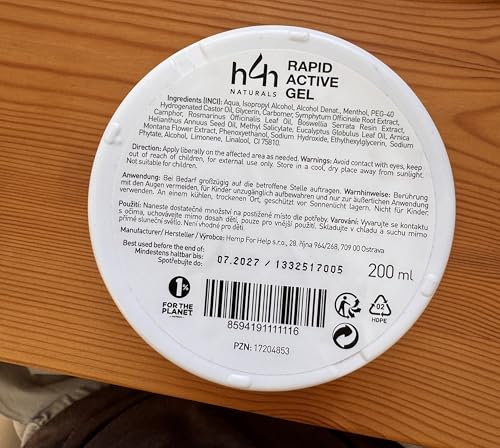 h4h
NATURALS
RAPID
ACTIVE
GEL
Ingredients (INCI): Aqua, Isopropyl Alcohol, Alcohol Denat., Menthol, PEG-40
Hydrogenated Castor Oil, Glycerin, Carbomer, Symphytum Officinale Root Extract,
Camphor, Rosmarinus Officinalis Leaf Oil, Boswellia Serrata Resin Extract,
Helianthus Annuus Seed Oil, Methyl Salicylate, Eucalyptus Globulus Leaf Oil, Arnica
Montana Flower Extract, Phenoxyethanol, Sodium Hydroxide, Ethylhexylglycerin, Sodium
Phytate, Alcohol, Limonene, Linalool, CI 75810.
Direction: Apply liberally on the affected area as needed. Warnings: Avoid contact with eyes, keep
out of reach of children, for external use only. Store in a cool, dry place away from sunlight.
Not suitable for children.
Anwendung: Bei Bedarf großzügig auf die betroffene Stelle auftragen. Warnhinweise: Berührung
mit den Augen vermeiden, für Kinder unzugänglich aufbewahren und nur zur äußerlichen Anwendung
verwenden. An einem kühlen, trockenen Ort, geschützt vor Sonnenlicht lagern. Nicht für Kinder.
Použití: Naneste dostatečné množství na postižené místo dle potřeby. Varování: Vyvarujte se kontaktu
s očima, uchovávejte mimo dosah dětí, pouze pro vnější použití. Skladujte v chladu a suchu mimo
přímé sluneční světlo. Není vhodné pro děti.
Manufacturer/ Hersteller / Výrobce: Hemp For Help s.r.o., 28. října 964/268, 709 00 Ostrava
Best used before the end of:
Mindestens haltbar bis:
Spotřebujte do:
07.2027 / 1332517005
200 ml
1%
FOR THE
PLANET
8594191111116
02
HDPE
PZN: 17204853